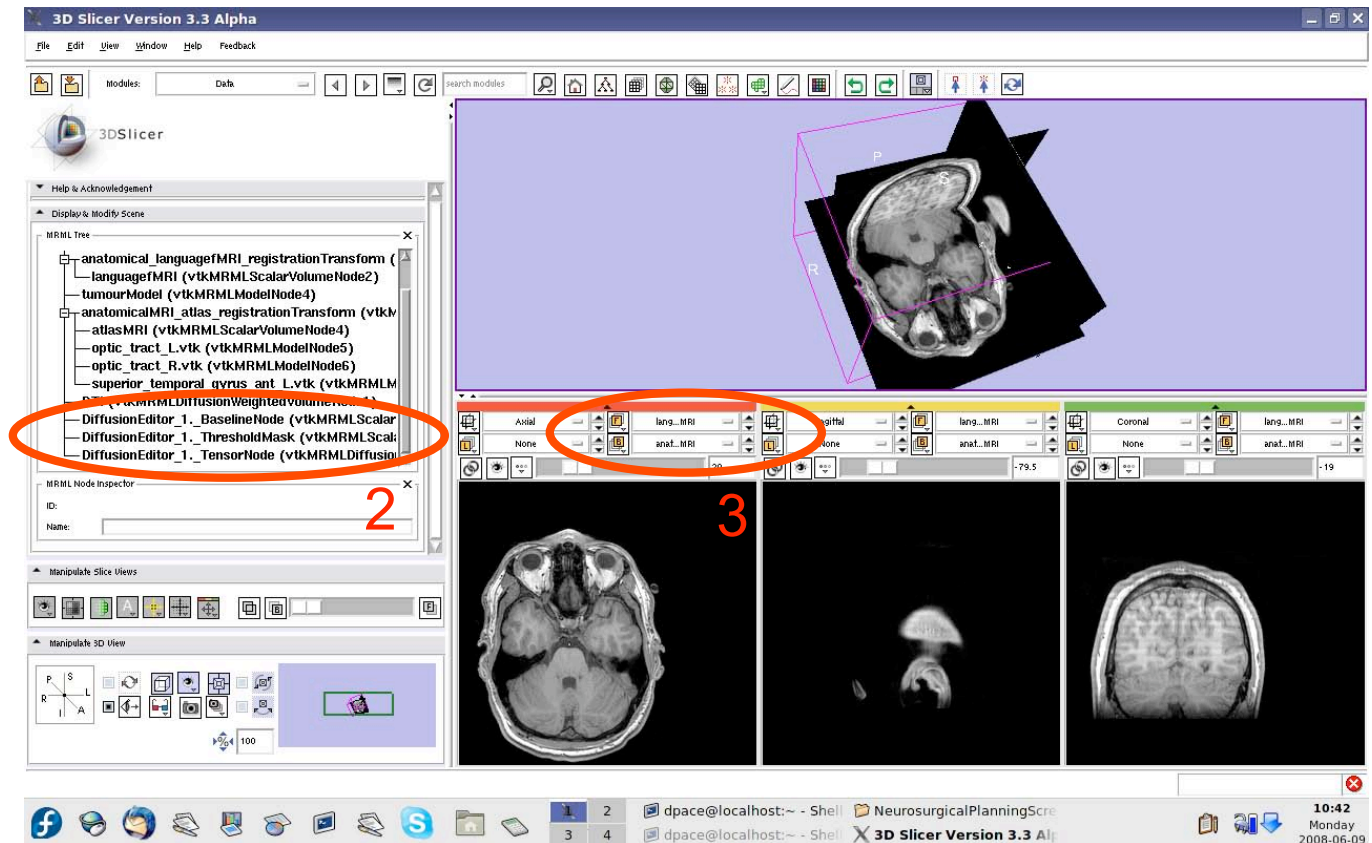 3D Slicer Version 3.3 Alpha
File Edit View Window Help Feedback
Modules: Data search modules
3DSlicer
Help & Acknowledgement
Display & Modify Scene
MRML Tree
anatomical_languagefMRI_registrationTransform (
languagefMRI (vtkMRMLScalarVolumeNode2)
tumourModel (vtkMRMLModelNode4)
anatomicalMRI_atlas_registrationTransform (vtkM
atlasMRI (vtkMRMLScalarVolumeNode4)
optic_tract_L.vtk (vtkMRMLModelNode5)
optic_tract_R.vtk (vtkMRMLModelNode6)
superior_temporal_gyrus_ant_L.vtk (vtkMRMLM
DiffusionEditor_1._BaselineNode (vtkMRMLScalar
DiffusionEditor_1._ThresholdMask (vtkMRMLScal
DiffusionEditor_1._TensorNode (vtkMRMLDiffusio
MRML Node Inspector
2
ID:
Name:
Manipulate Slice Views
Manipulate 3D View
P S
R L
I A
100
P
S
R
Axial lang...MRI
None anat...MRI
3
lang...MRI
None anat...MRI
-79.5
Coronal lang...MRI
None anat...MRI
-19
1 2
3 4
dpace@localhost:~ - Shell
NeurosurgicalPlanningScre
dpace@localhost:~ - Shell
3D Slicer Version 3.3 Alp
10:42
Monday
2008-06-09